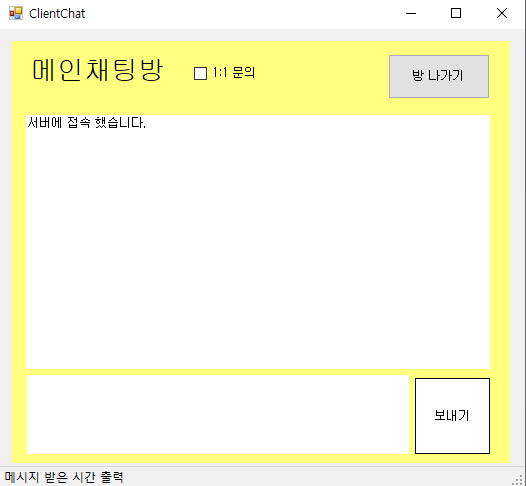 ClientChat
메인채팅방
1:1 문의
방 나가기
서버에 접속 했습니다.
보내기
메시지 받은 시간 출력